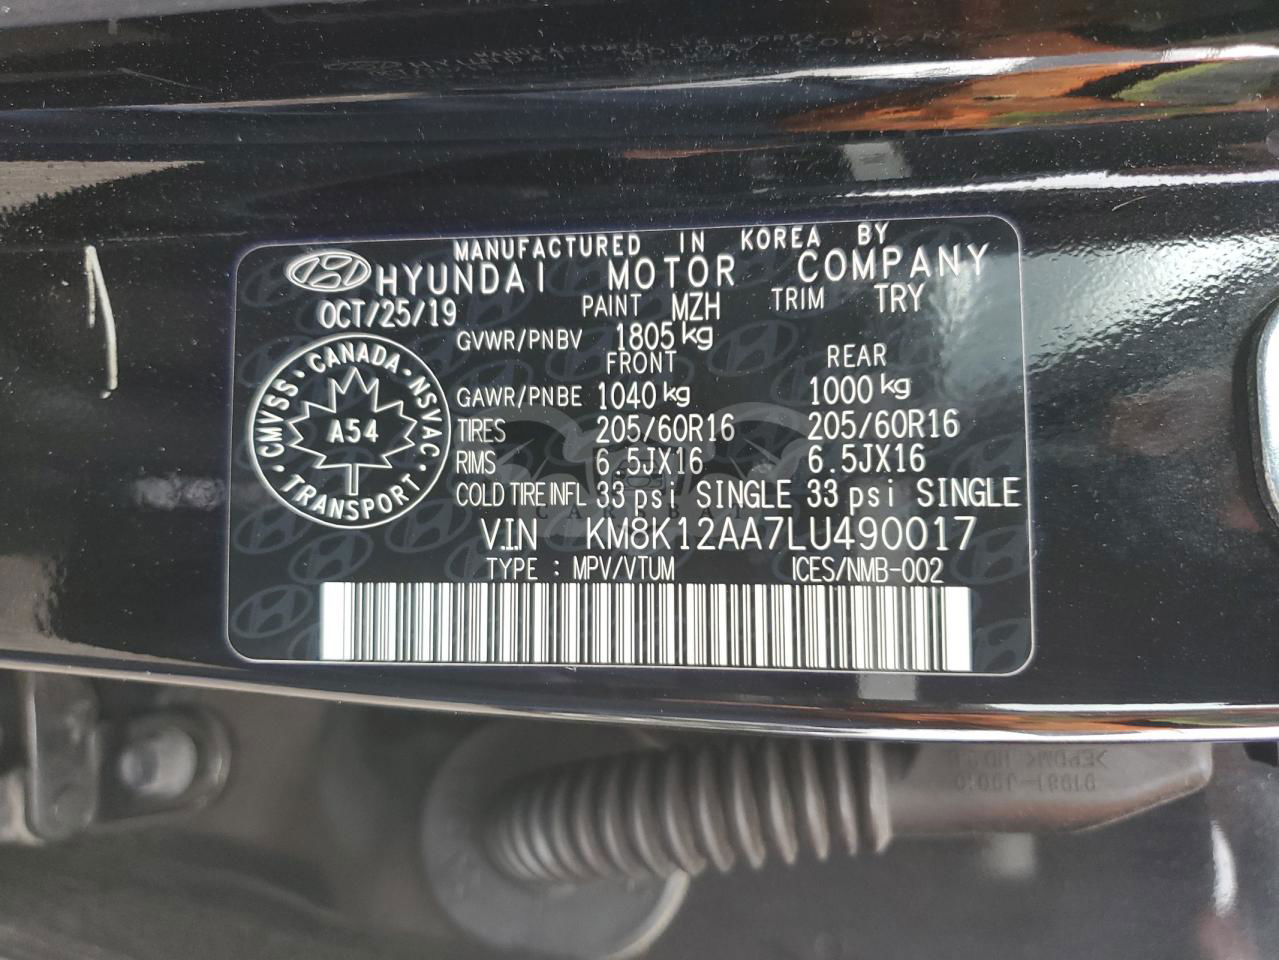 MANUFACTURED IN KOREA BY
HYUNDAI MOTOR COMPANY
OCT/25/19 PAINT MZH TRIM TRY
GVWR/PNBV 1805 kg
FRONT REAR
GAWR/PNBE 1040 kg 1000 kg
TIRES 205/60R16 205/60R16
RIMS 6.5JX16 6.5JX16
COLD TIRE INFL 33 psi SINGLE 33 psi SINGLE
V.I.N KM8K12AA7LU490017
TYPE : MPV/VTUM ICES/NMB-002
CMVSS · CANADA · NSVAC · TRANSPORT ·
A54
>EPDM<
91981-J9010